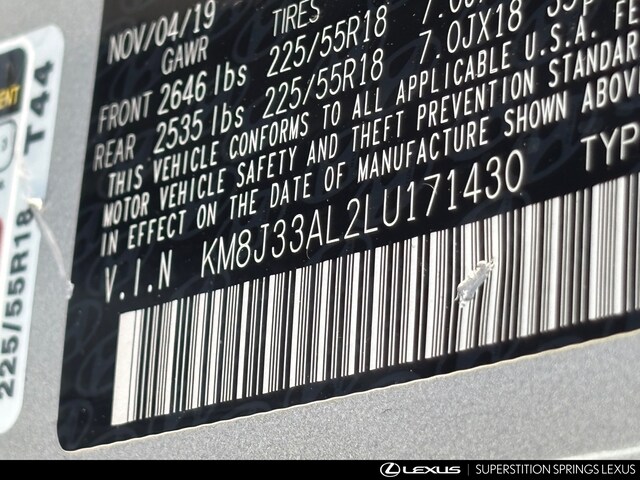 NOV/04/19
GAWR
TIRES
FRONT 2646 lbs 225/55R18 7.0JX18
REAR 2535 lbs 225/55R18 7.0JX18
THIS VEHICLE CONFORMS TO ALL APPLICABLE U.S.A. FE
MOTOR VEHICLE SAFETY AND THEFT PREVENTION STANDAR
IN EFFECT ON THE DATE OF MANUFACTURE SHOWN ABOV
V.I.N KM8J33AL2LU171430 TYP
225/55R18 T44
ENT
LEXUS | SUPERSTITION SPRINGS LEXUS